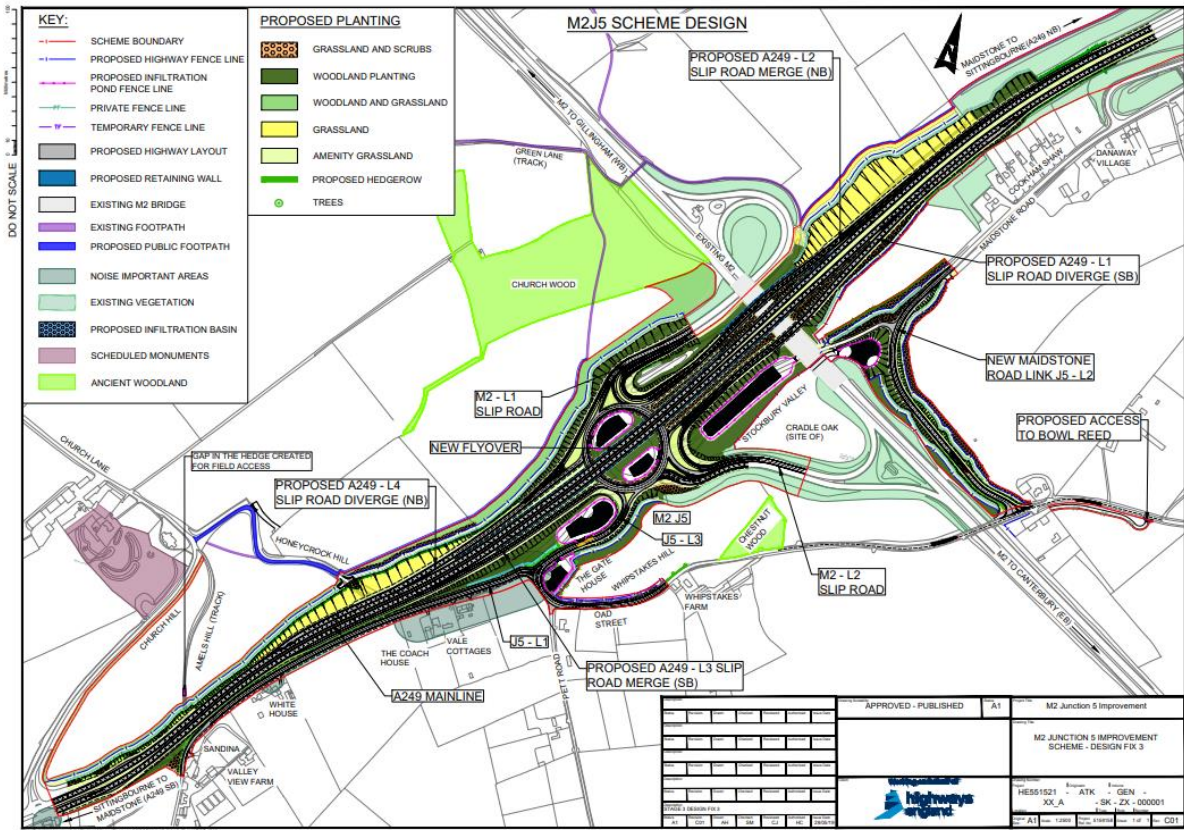 M2J5 SCHEME DESIGN
KEY:
SCHEME BOUNDARY
PROPOSED HIGHWAY FENCE LINE
PROPOSED INFILTRATION
POND FENCE LINE
PRIVATE FENCE LINE
TEMPORARY FENCE LINE
PROPOSED HIGHWAY LAYOUT
PROPOSED RETAINING WALL
EXISTING M2 BRIDGE
EXISTING FOOTPATH
PROPOSED PUBLIC FOOTPATH
NOISE IMPORTANT AREAS
EXISTING VEGETATION
PROPOSED INFILTRATION BASIN
SCHEDULED MONUMENTS
ANCIENT WOODLAND
PROPOSED PLANTING
GRASSLAND AND SCRUBS
WOODLAND PLANTING
WOODLAND AND GRASSLAND
GRASSLAND
AMENITY GRASSLAND
PROPOSED HEDGEROW
TREES
DO NOT SCALE
PROPOSED A249 - L2
SLIP ROAD MERGE (NB)
MAIDSTONE TO
SITTINGBOURNE(A249 NB)
M2 TO GILLINGHAM (WB)
GREEN LANE
(TRACK)
EXISTING M2
DANAWAY
VILLAGE
COOKHAM SHAW
MAIDSTONE ROAD
PROPOSED A249 - L1
SLIP ROAD DIVERGE (SB)
CHURCH WOOD
NEW MAIDSTONE
ROAD LINK J5 - L2
M2 - L1
SLIP ROAD
STOCKBURY VALLEY
CRADLE OAK
(SITE OF)
PROPOSED ACCESS
TO BOWL REED
NEW FLYOVER
CHURCH LANE
GAP IN THE HEDGE CREATED
FOR FIELD ACCESS
PROPOSED A249 - L4
SLIP ROAD DIVERGE (NB)
HONEYCROCK HILL
M2 J5
J5 - L3
CHESTNUT
WOOD
THE GATE
HOUSE
WHIPSTAKES HILL
M2 - L2
SLIP ROAD
M2 TO CANTERBURY (EB)
WHIPSTAKES
FARM
OAD
STREET
CHURCH HILL
AMELS HILL (TRACK)
J5 - L1
THE COACH
HOUSE
VALE
COTTAGES
PETT ROAD
PROPOSED A249 - L3 SLIP
ROAD MERGE (SB)
A249 MAINLINE
WHITE
HOUSE
SANDINA
VALLEY
VIEW FARM
SITTINGBOURNE TO
MAIDSTONE (A249 SB)
APPROVED - PUBLISHED
A1
M2 Junction 5 Improvement
M2 JUNCTION 5 IMPROVEMENT
SCHEME - DESIGN FIX 3
highways
england
HE551521 - ATK - GEN -
XX_A - SK - ZX - 000001
A1
C01